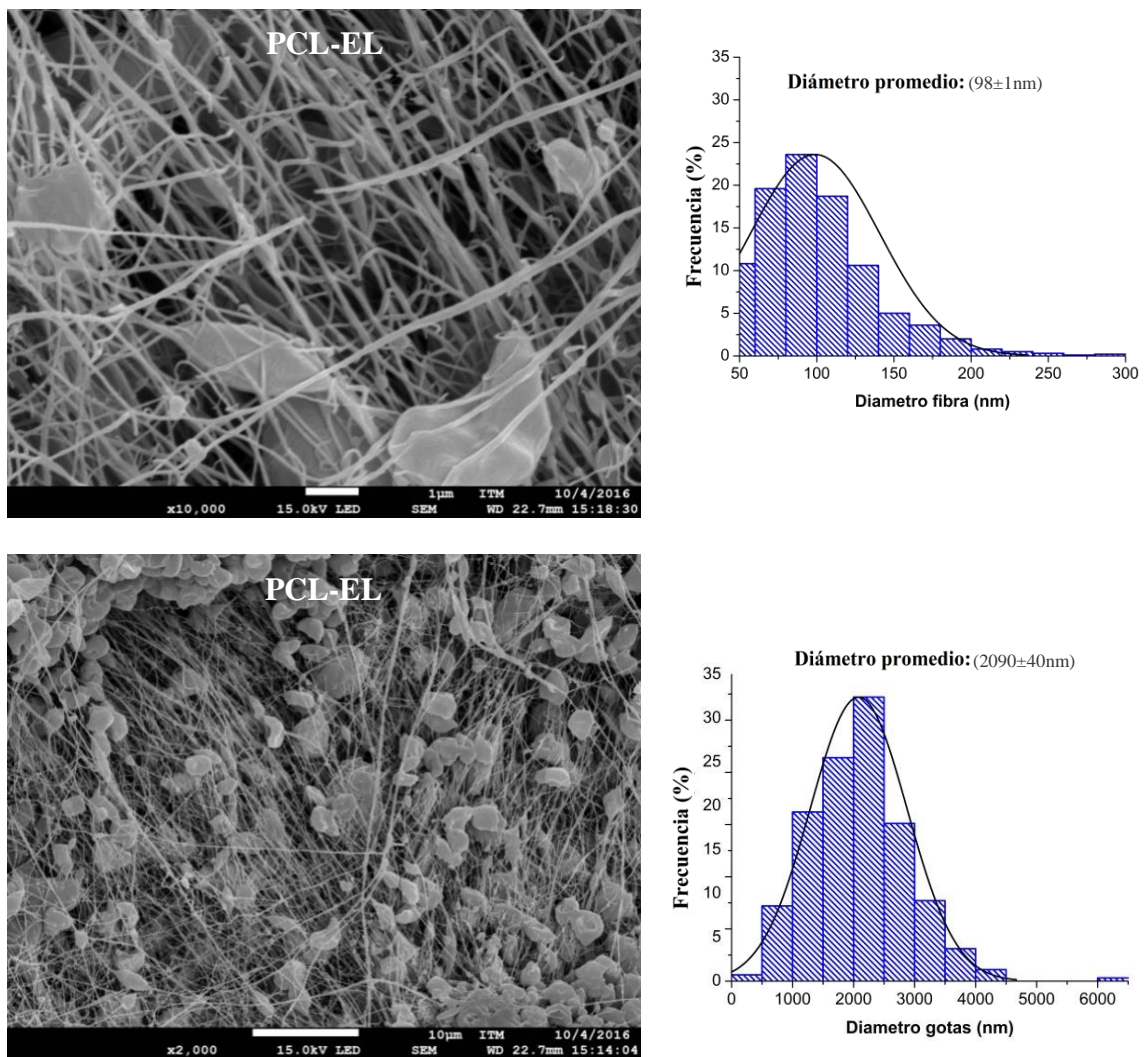 PCL-EL
1µm ITM 10/4/2016
x10,000 15.0kV LED SEM WD 22.7mm 15:18:30
Diámetro promedio: (98±1nm)
35
30
25
20
15
10
5
0
Frecuencia (%)
50 100 150 200 250 300
Diametro fibra (nm)
PCL-EL
10µm ITM 10/4/2016
x2,000 15.0kV LED SEM WD 22.7mm 15:14:04
Diámetro promedio: (2090±40nm)
35
30
25
20
15
10
5
0
Frecuencia (%)
0 1000 2000 3000 4000 5000 6000
Diametro gotas (nm)